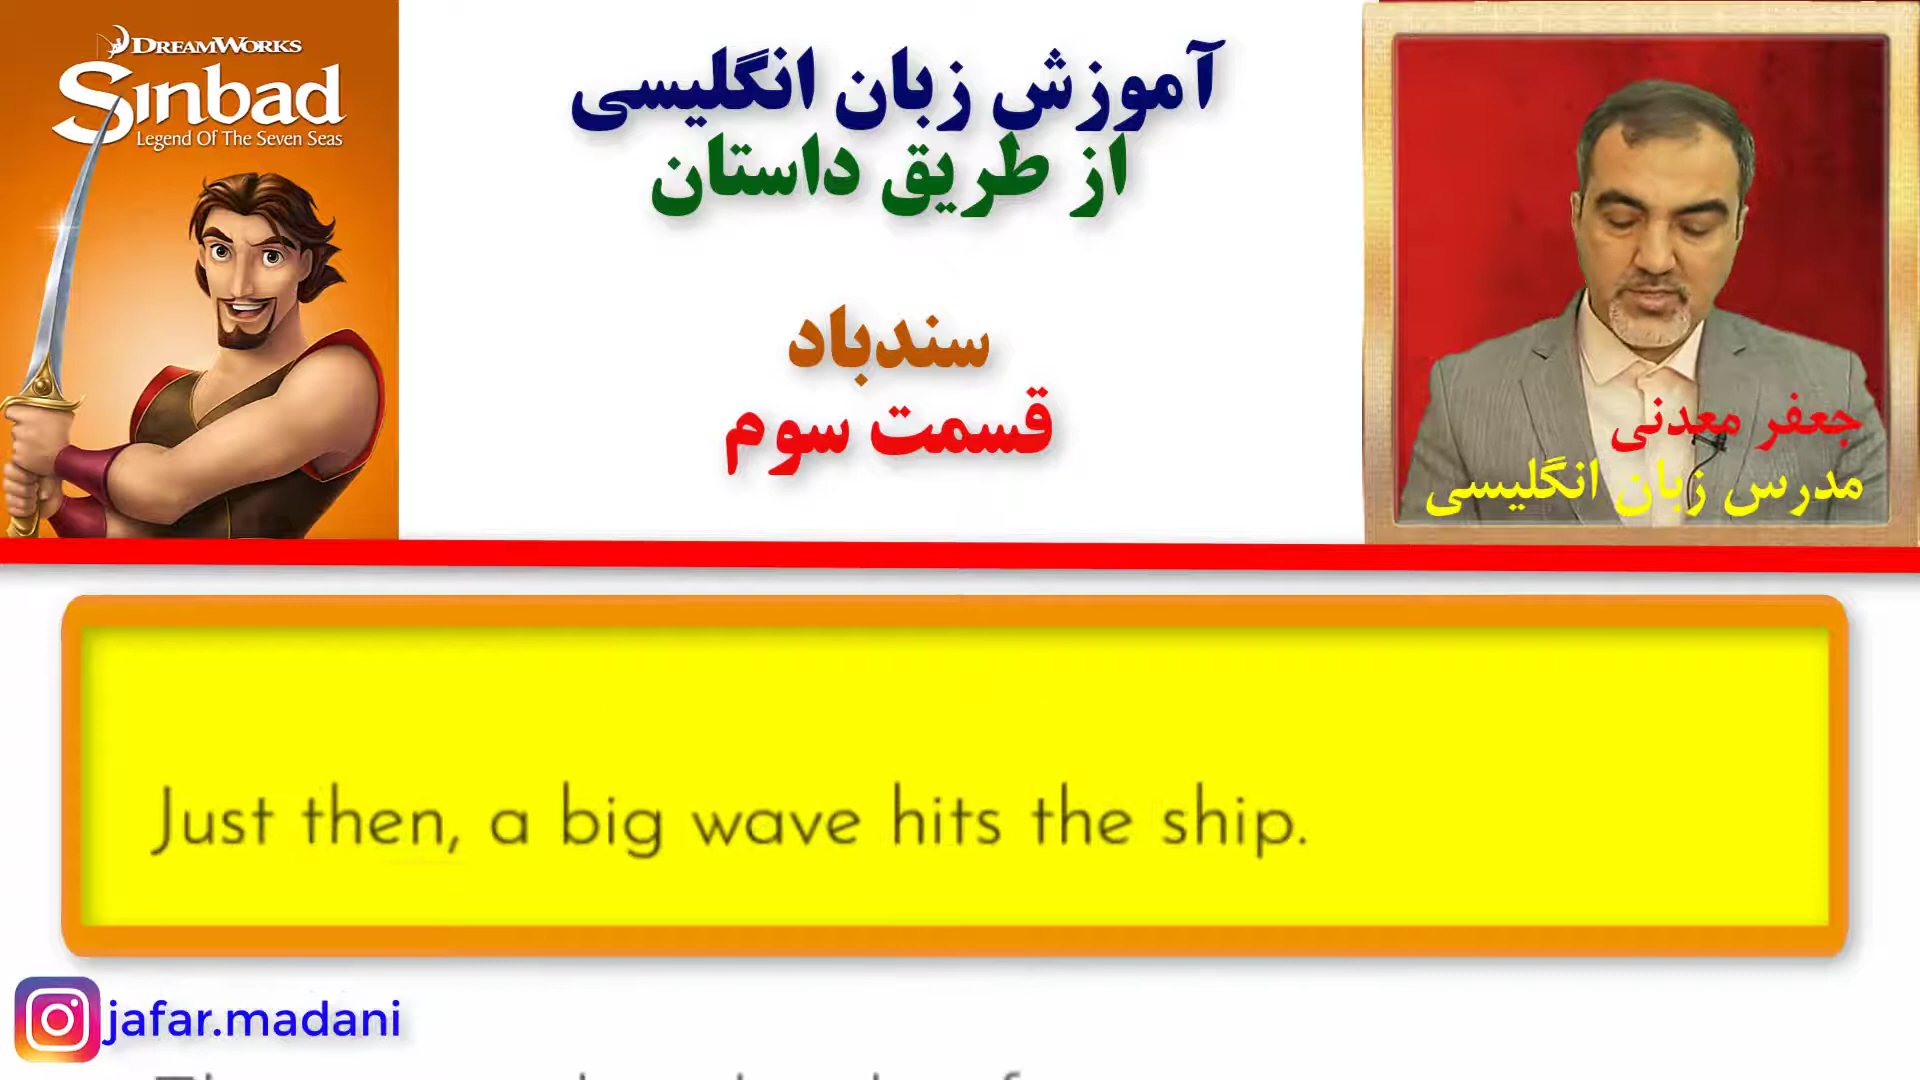 DREAMWORKS
Sinbad
Legend Of The Seven Seas
آموزش زبان انگلیسی
از طریق داستان
سندباد
قسمت سوم
جعفر معدنی
مدرس زبان انگلیسی
Just then, a big wave hits the ship.
jafar.madani